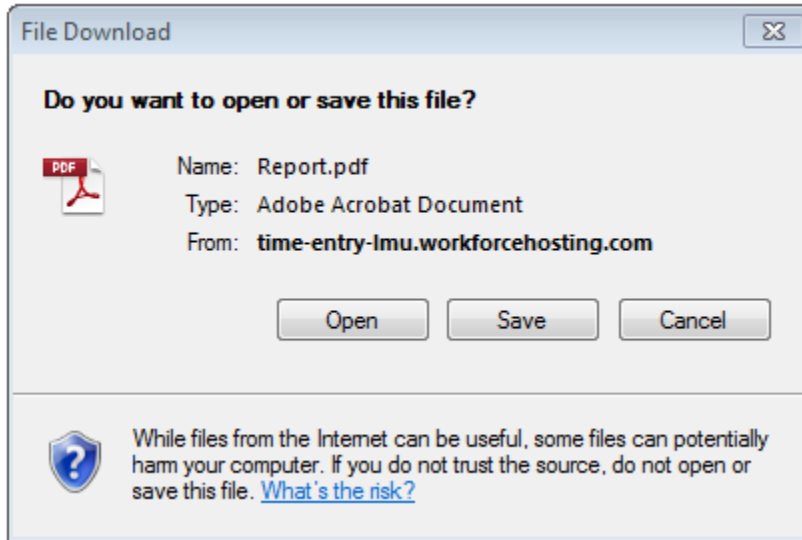 File Download
Do you want to open or save this file?
PDF
Name: Report.pdf
Type: Adobe Acrobat Document
From: time-entry-lmu.workforcehosting.com
Open Save Cancel
While files from the Internet can be useful, some files can potentially
harm your computer. If you do not trust the source, do not open or
save this file. What's the risk?